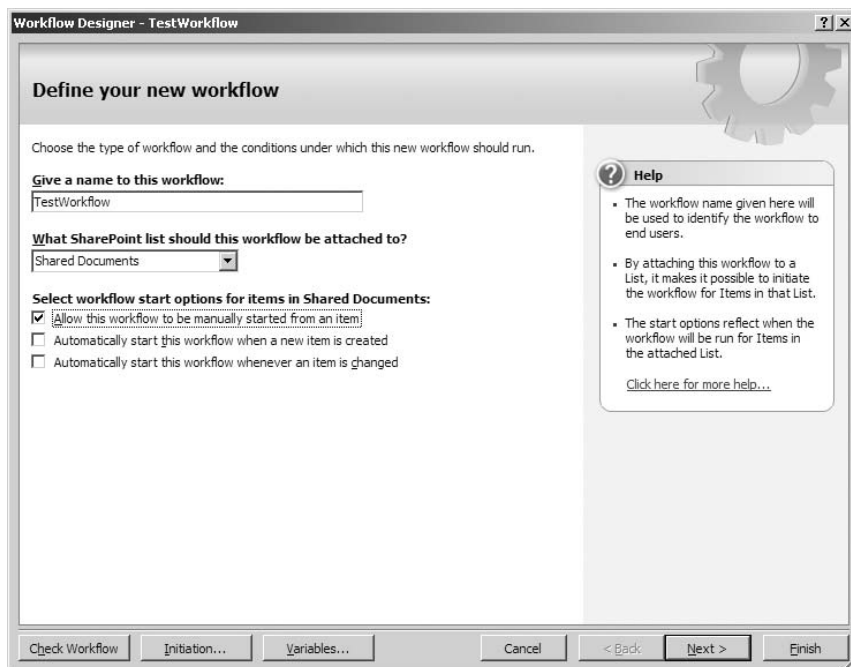 Workflow Designer - TestWorkflow
Define your new workflow
Choose the type of workflow and the conditions under which this new workflow should run.
Give a name to this workflow:
TestWorkflow
What SharePoint list should this workflow be attached to?
Shared Documents
Select workflow start options for items in Shared Documents:
Allow this workflow to be manually started from an item
Automatically start this workflow when a new item is created
Automatically start this workflow whenever an item is changed
Help
The workflow name given here will
be used to identify the workflow to
end users.
By attaching this workflow to a
List, it makes it possible to initiate
the workflow for Items in that List.
The start options reflect when the
workflow will be run for Items in
the attached List.
Click here for more help...
Check Workflow
Initiation...
Variables...
Cancel
< Back
Next >
Finish